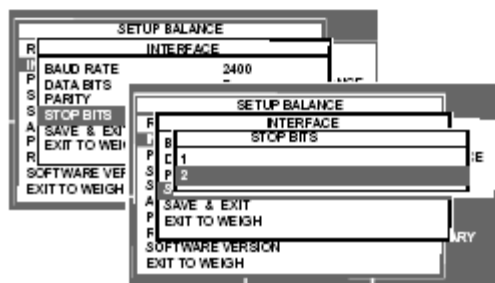 SETUP BALANCE
R
INTERFACE
BAUD RATE 2400
P DATA BITS
S PARITY
S STOP BITS
A SAVE & EXIT
P EXIT TO WEIGH
R
SOFTWARE VER
EXIT TO WEIGH
SETUP BALANCE
INTERFACE
STOP BITS
1
2
SAVE & EXIT
EXIT TO WEIGH
SOFTWARE VERSION
EXIT TO WEIGH